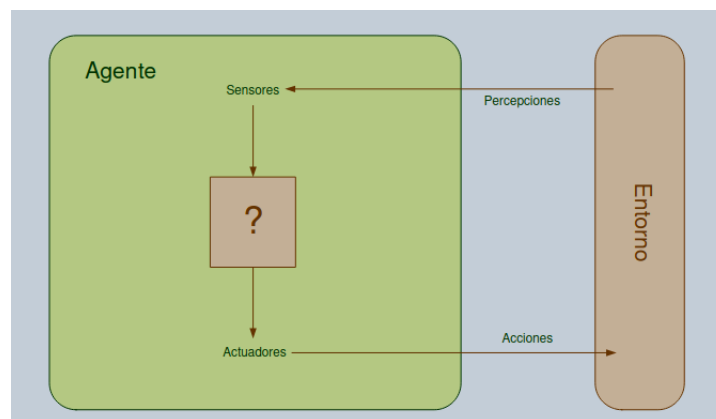 Agente
Sensores
Percepciones
?
Entorno
Actuadores
Acciones